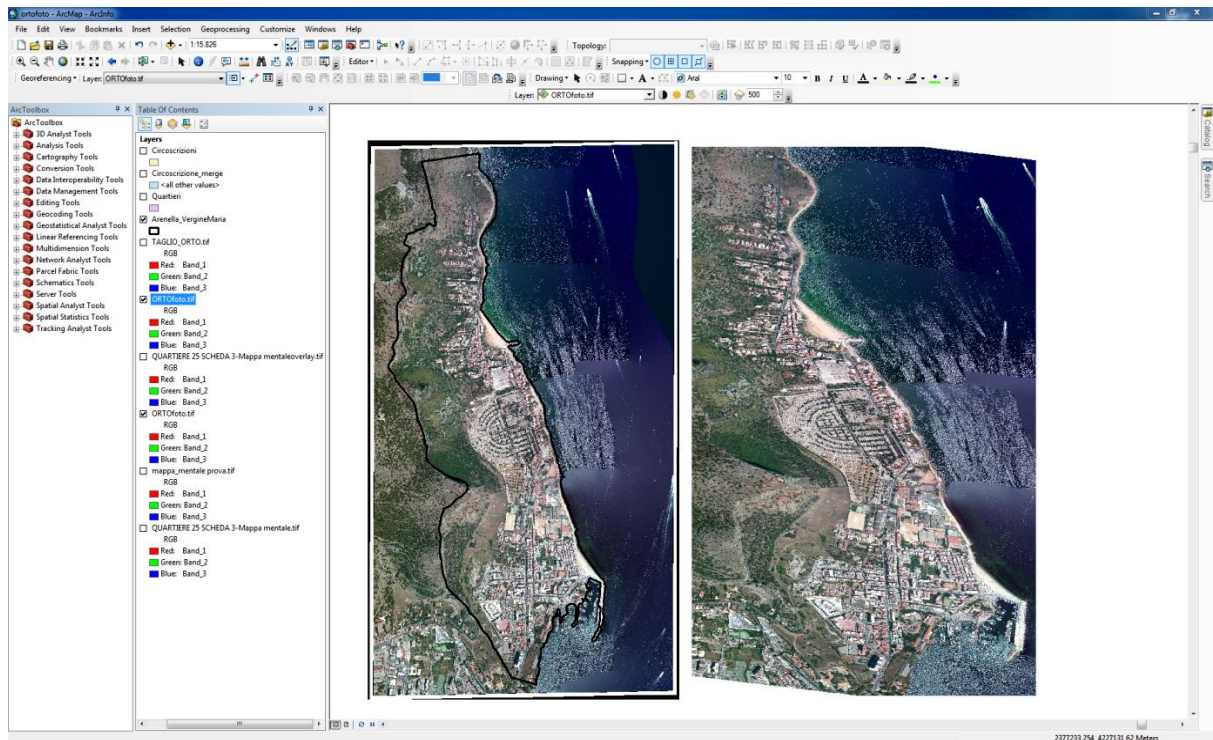 ortofoto - ArcMap - ArcInfo
File Edit View Bookmarks Insert Selection Geoprocessing Customize Windows Help
1:15.826
Topology:
Editor
Snapping
Georeferencing Layer: ORTOfoto.tif
Drawing
A
Arial
10
B I U A
Layer: ORTOfoto.tif
500
ArcToolbox
ArcToolbox
3D Analyst Tools
Analysis Tools
Cartography Tools
Conversion Tools
Data Interoperability Tools
Data Management Tools
Editing Tools
Geocoding Tools
Geostatistical Analyst Tools
Linear Referencing Tools
Multidimension Tools
Network Analyst Tools
Parcel Fabric Tools
Schematics Tools
Server Tools
Spatial Analyst Tools
Spatial Statistics Tools
Tracking Analyst Tools
Table Of Contents
Layers
Circoscrizioni
Circoscrizione_merge
<all other values>
Quartieri
Arenella_VergineMaria
TAGLIO_ORTO.tif
RGB
Red: Band_1
Green: Band_2
Blue: Band_3
ORTOfoto.tif
RGB
Red: Band_1
Green: Band_2
Blue: Band_3
QUARTIERE 25 SCHEDA 3-Mappa mentaleoverlay.tif
RGB
Red: Band_1
Green: Band_2
Blue: Band_3
ORTOfoto.tif
RGB
Red: Band_1
Green: Band_2
Blue: Band_3
mappa_mentale prova.tif
RGB
Red: Band_1
Green: Band_2
Blue: Band_3
QUARTIERE 25 SCHEDA 3-Mappa mentale.tif
RGB
Red: Band_1
Green: Band_2
Blue: Band_3
Catalog
Search
2377233,254 4227131,62 Meters